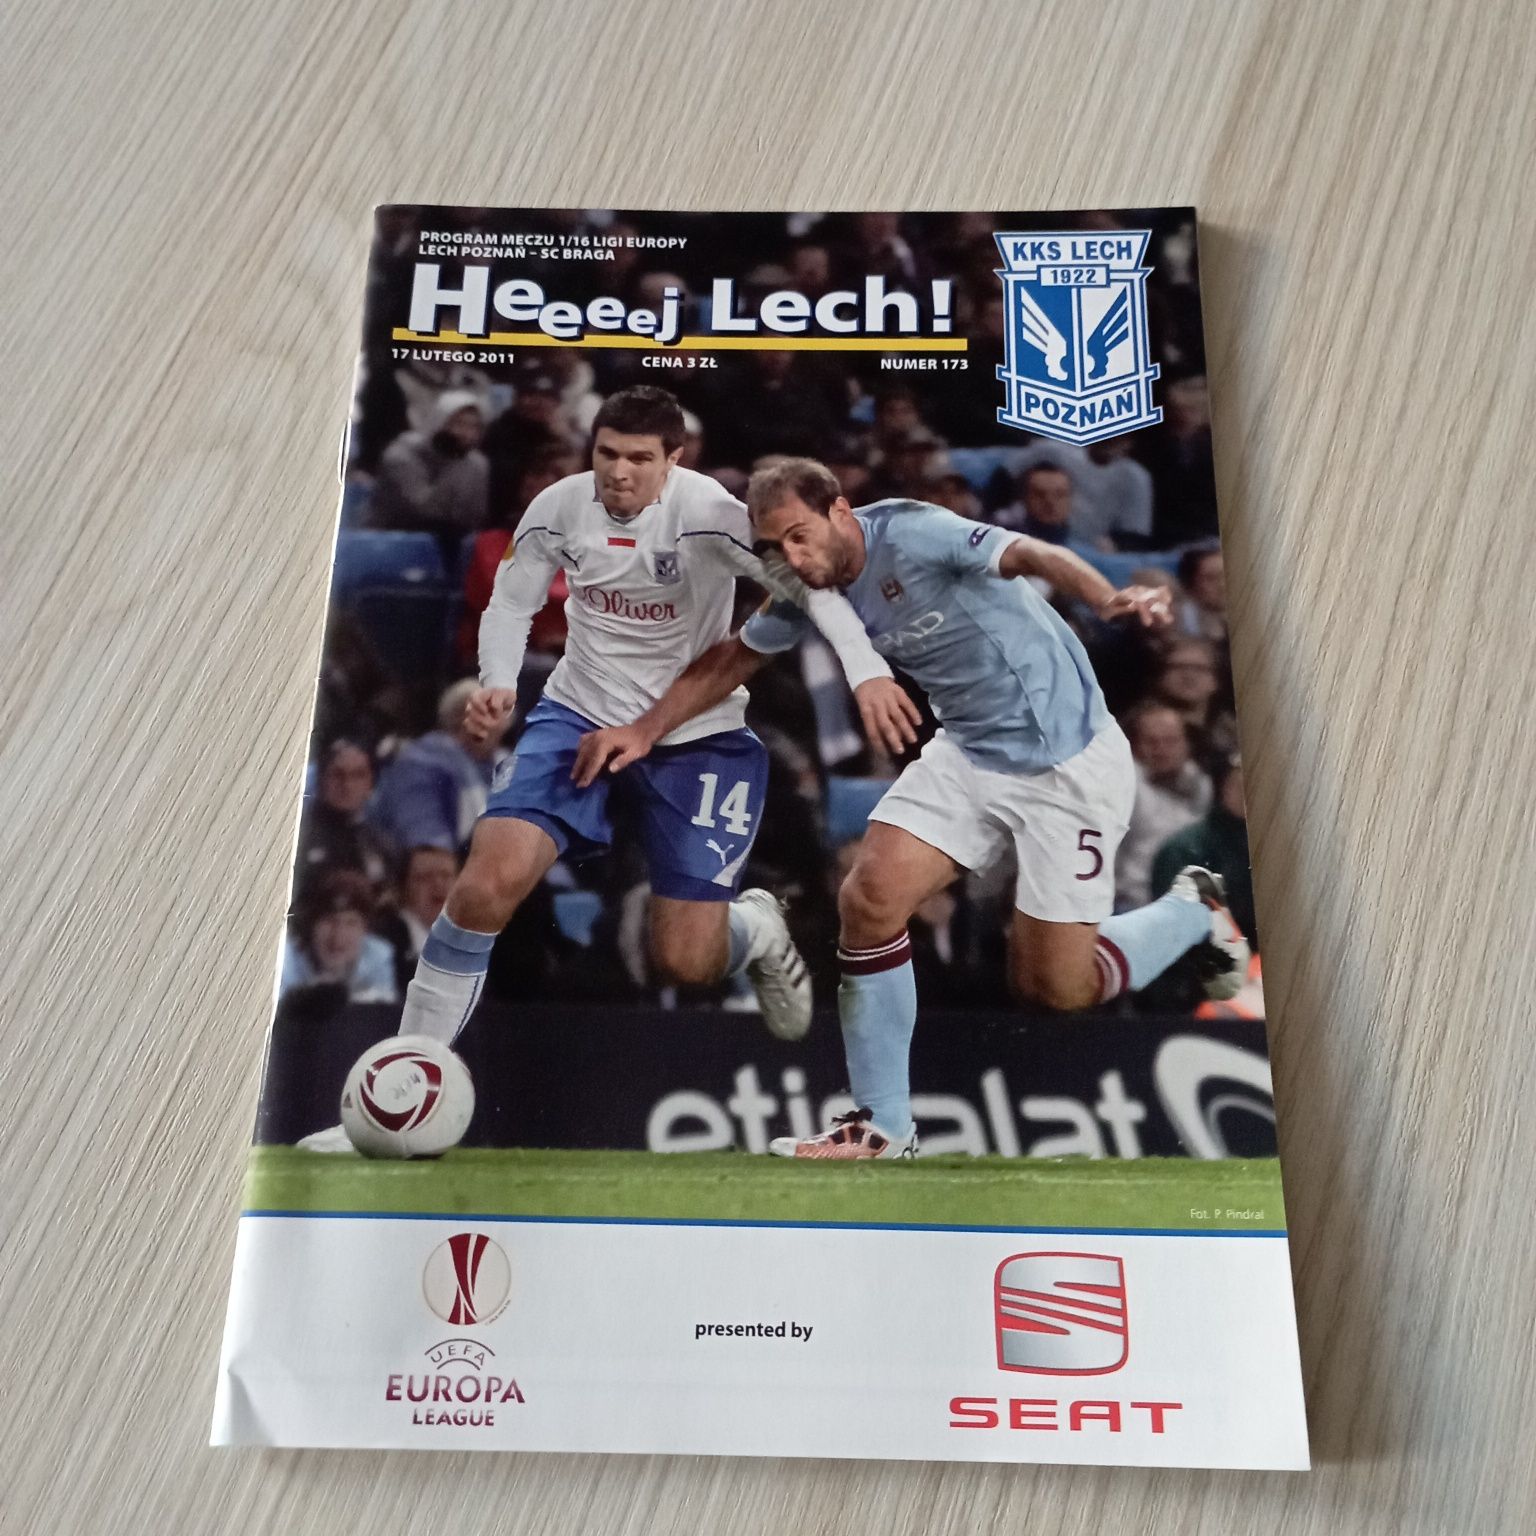 PROGRAM MECZU 1/16 LIGI EUROPY
LECH POZNAŃ – SC BRAGA
Heeeej Lech!
17 LUTEGO 2011 CENA 3 ZŁ NUMER 173
KKS LECH
1922
POZNAŃ
s.Oliver
14
5
etisalat
Fot. P. Pindral
UEFA
EUROPA
LEAGUE
presented by
SEAT